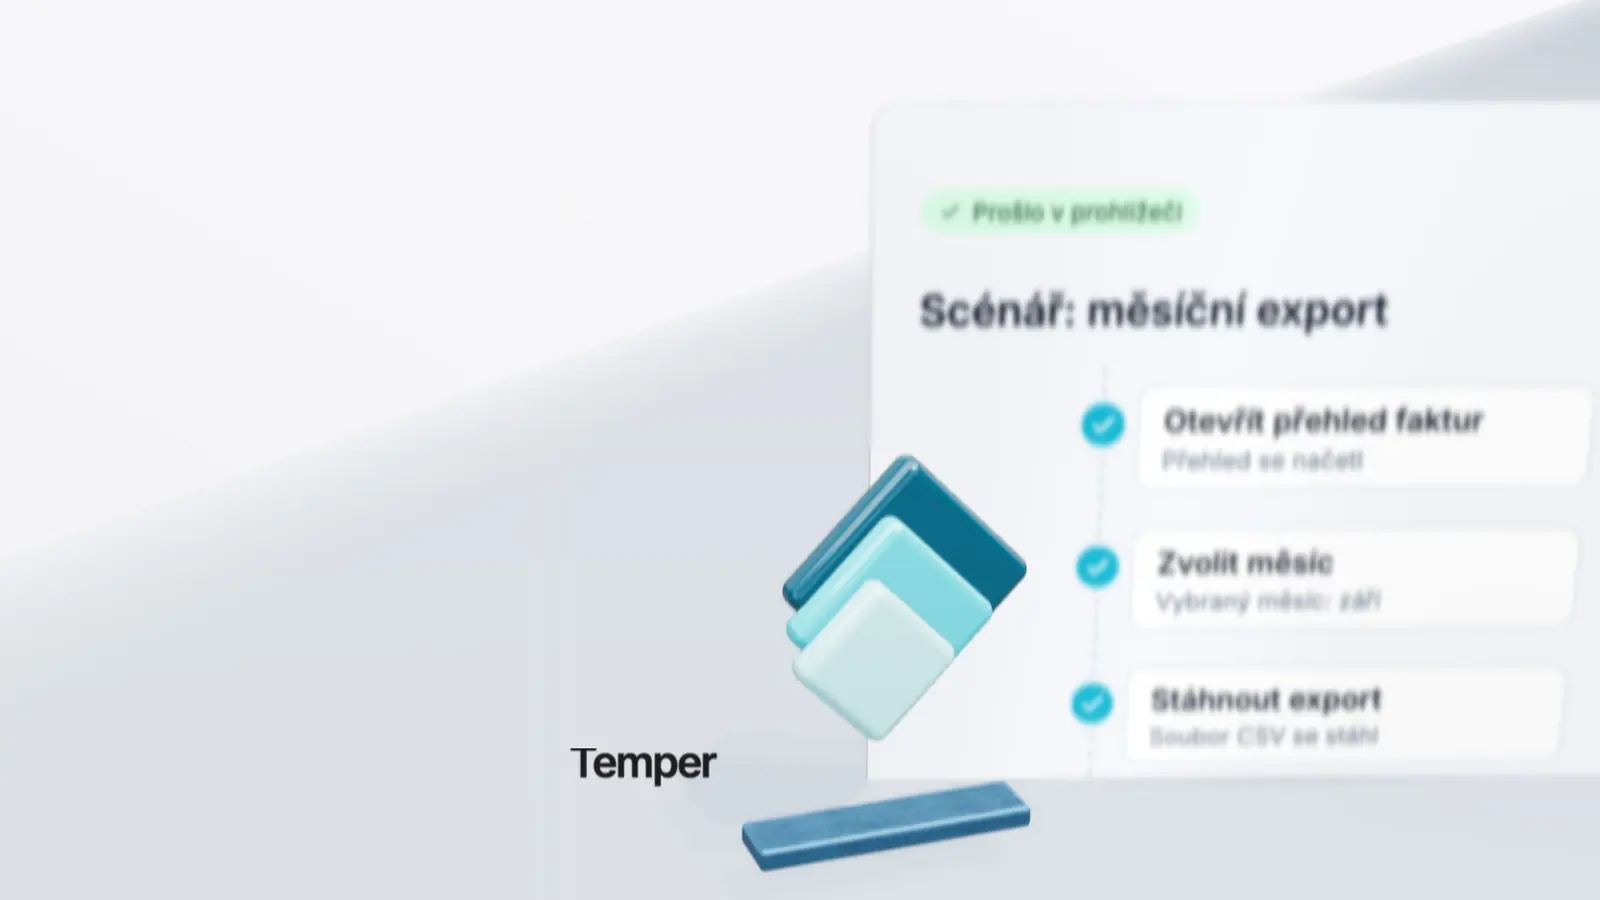 Prošlo v prohlížeči
Scénář: měsíční export
Otevřít přehled faktur
Přehled se načetl
Zvolit měsíc
Vybraný měsíc: září
Stáhnout export
Soubor CSV se stáhl
Temper